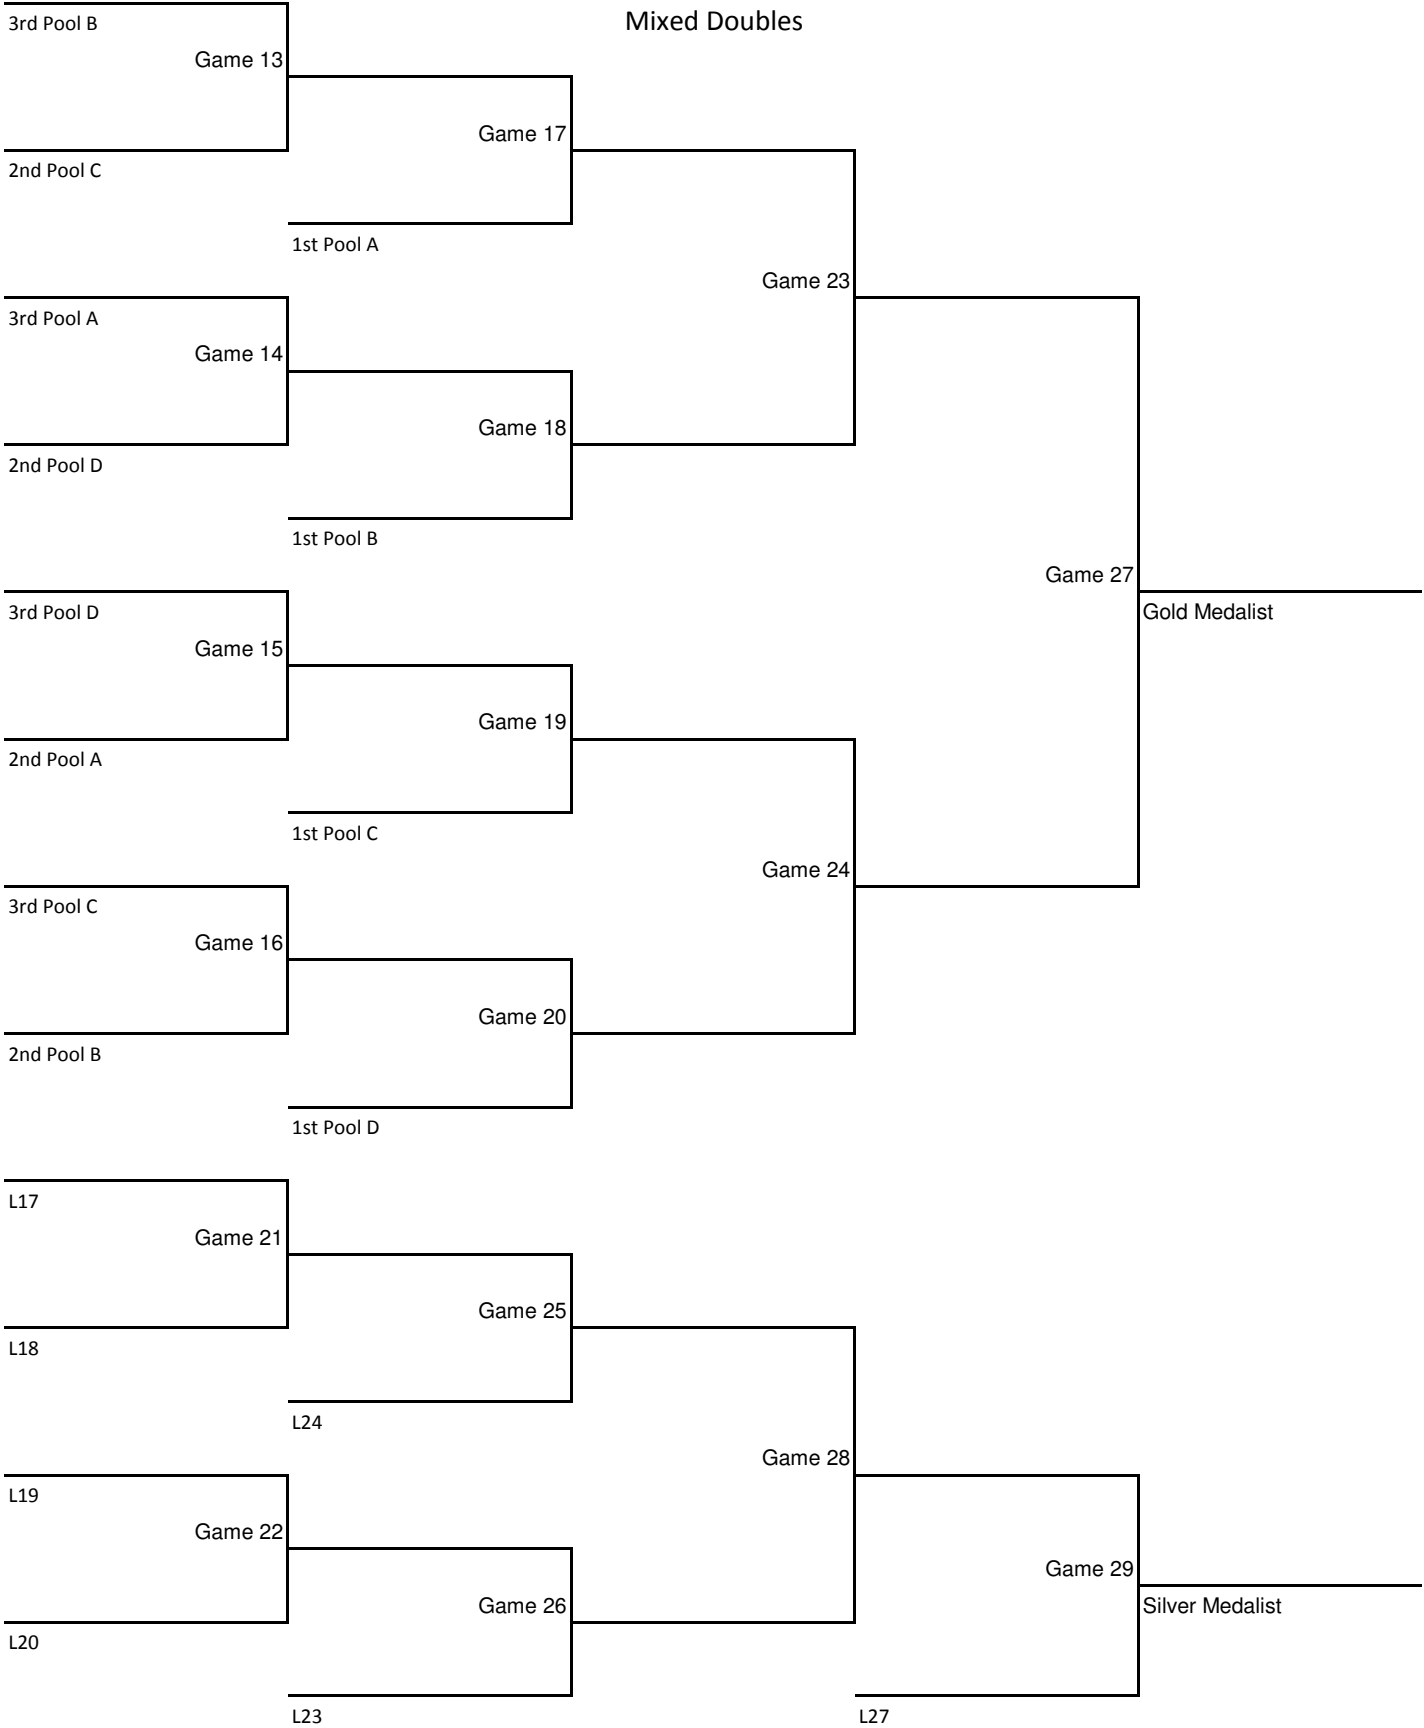 Mixed Doubles
3rd Pool B
Game 13
Game 17
2nd Pool C
1st Pool A
Game 23
3rd Pool A
Game 14
Game 18
2nd Pool D
1st Pool B
Game 27
3rd Pool D
Gold Medalist
Game 15
Game 19
2nd Pool A
1st Pool C
Game 24
3rd Pool C
Game 16
Game 20
2nd Pool B
1st Pool D
L17
Game 21
Game 25
L18
L24
Game 28
L19
Game 22
Game 29
Game 26
Silver Medalist
L20
L23
L27